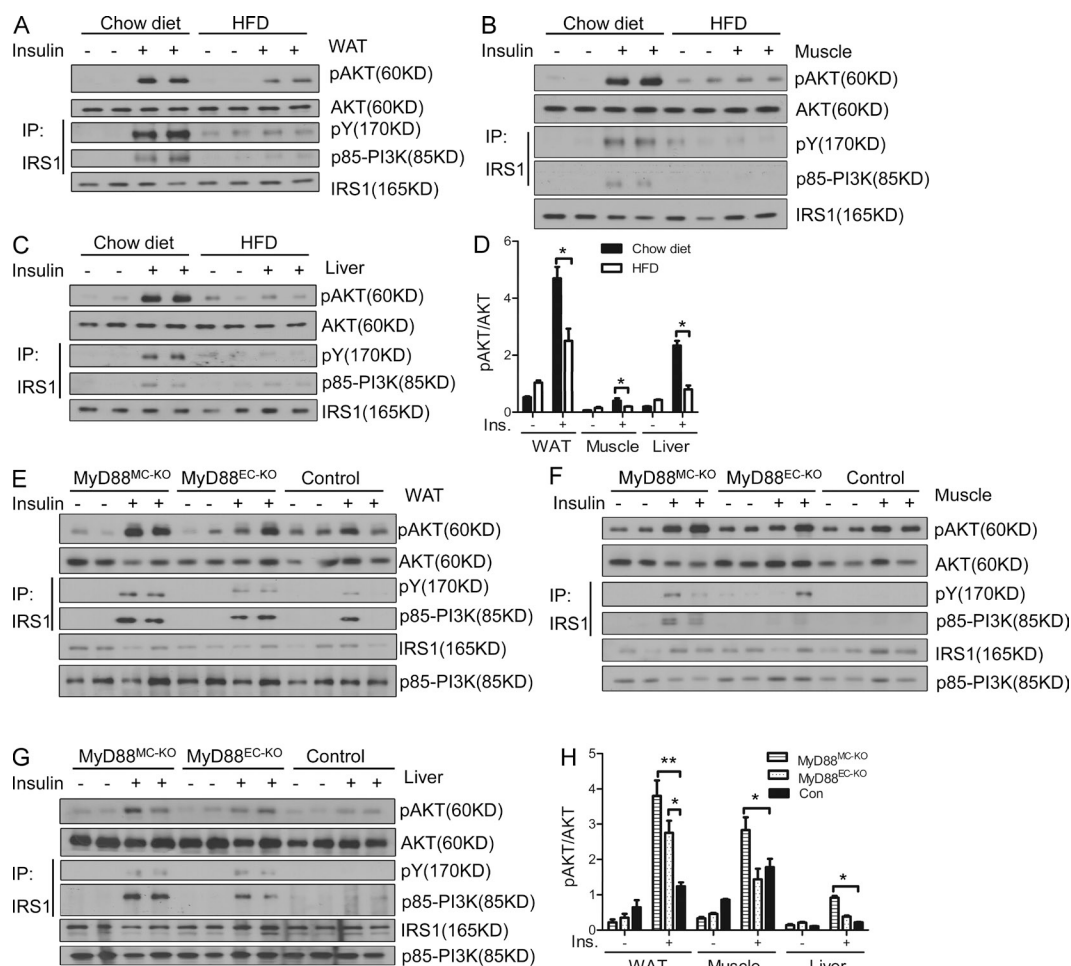 A
Chow diet HFD
Insulin - - + + - - + + WAT
pAKT(60KD)
AKT(60KD)
IP: pY(170KD)
IRS1 p85-PI3K(85KD)
IRS1(165KD)
B
Chow diet HFD
Insulin - - + + - - + + Muscle
pAKT(60KD)
AKT(60KD)
IP: pY(170KD)
IRS1 p85-PI3K(85KD)
IRS1(165KD)
C
Chow diet HFD
Insulin - - + + - - + + Liver
pAKT(60KD)
AKT(60KD)
IP: pY(170KD)
IRS1 p85-PI3K(85KD)
IRS1(165KD)
D
Chow diet
HFD
pAKT/AKT
6
4
2
0
* * *
Ins. - + - + - +
WAT Muscle Liver
E
MyD88MC-KO MyD88EC-KO Control
Insulin - - + + - - + + - - + - WAT
pAKT(60KD)
AKT(60KD)
IP: pY(170KD)
IRS1 p85-PI3K(85KD)
IRS1(165KD)
p85-PI3K(85KD)
F
MyD88MC-KO MyD88EC-KO Control
Insulin - - + + - - + + - - + + Muscle
pAKT(60KD)
AKT(60KD)
IP: pY(170KD)
IRS1 p85-PI3K(85KD)
IRS1(165KD)
p85-PI3K(85KD)
G
MyD88MC-KO MyD88EC-KO Control
Insulin - - + + - - + + - - + + Liver
pAKT(60KD)
AKT(60KD)
IP: pY(170KD)
IRS1 p85-PI3K(85KD)
IRS1(165KD)
p85-PI3K(85KD)
H
MyD88MC-KO
MyD88EC-KO
Con
pAKT/AKT
5
4
3
2
1
0
** * * *
Ins. - + - + - +
WAT Muscle Liver